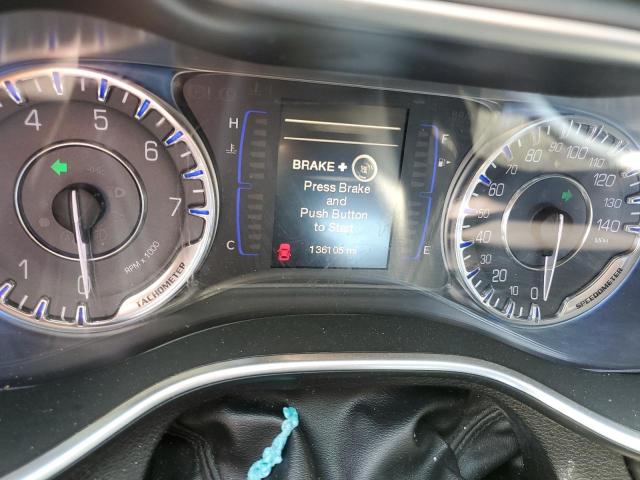 4 5 6 7 1 0
RPM x 1000
TACHOMETER
H
C
BRAKE +
Press Brake
and
Push Button
to Start
136105 mi
F
E
0 10 20 30 40 50 60 70 80 90 100 110 120 130 140
MPH
SPEEDOMETER